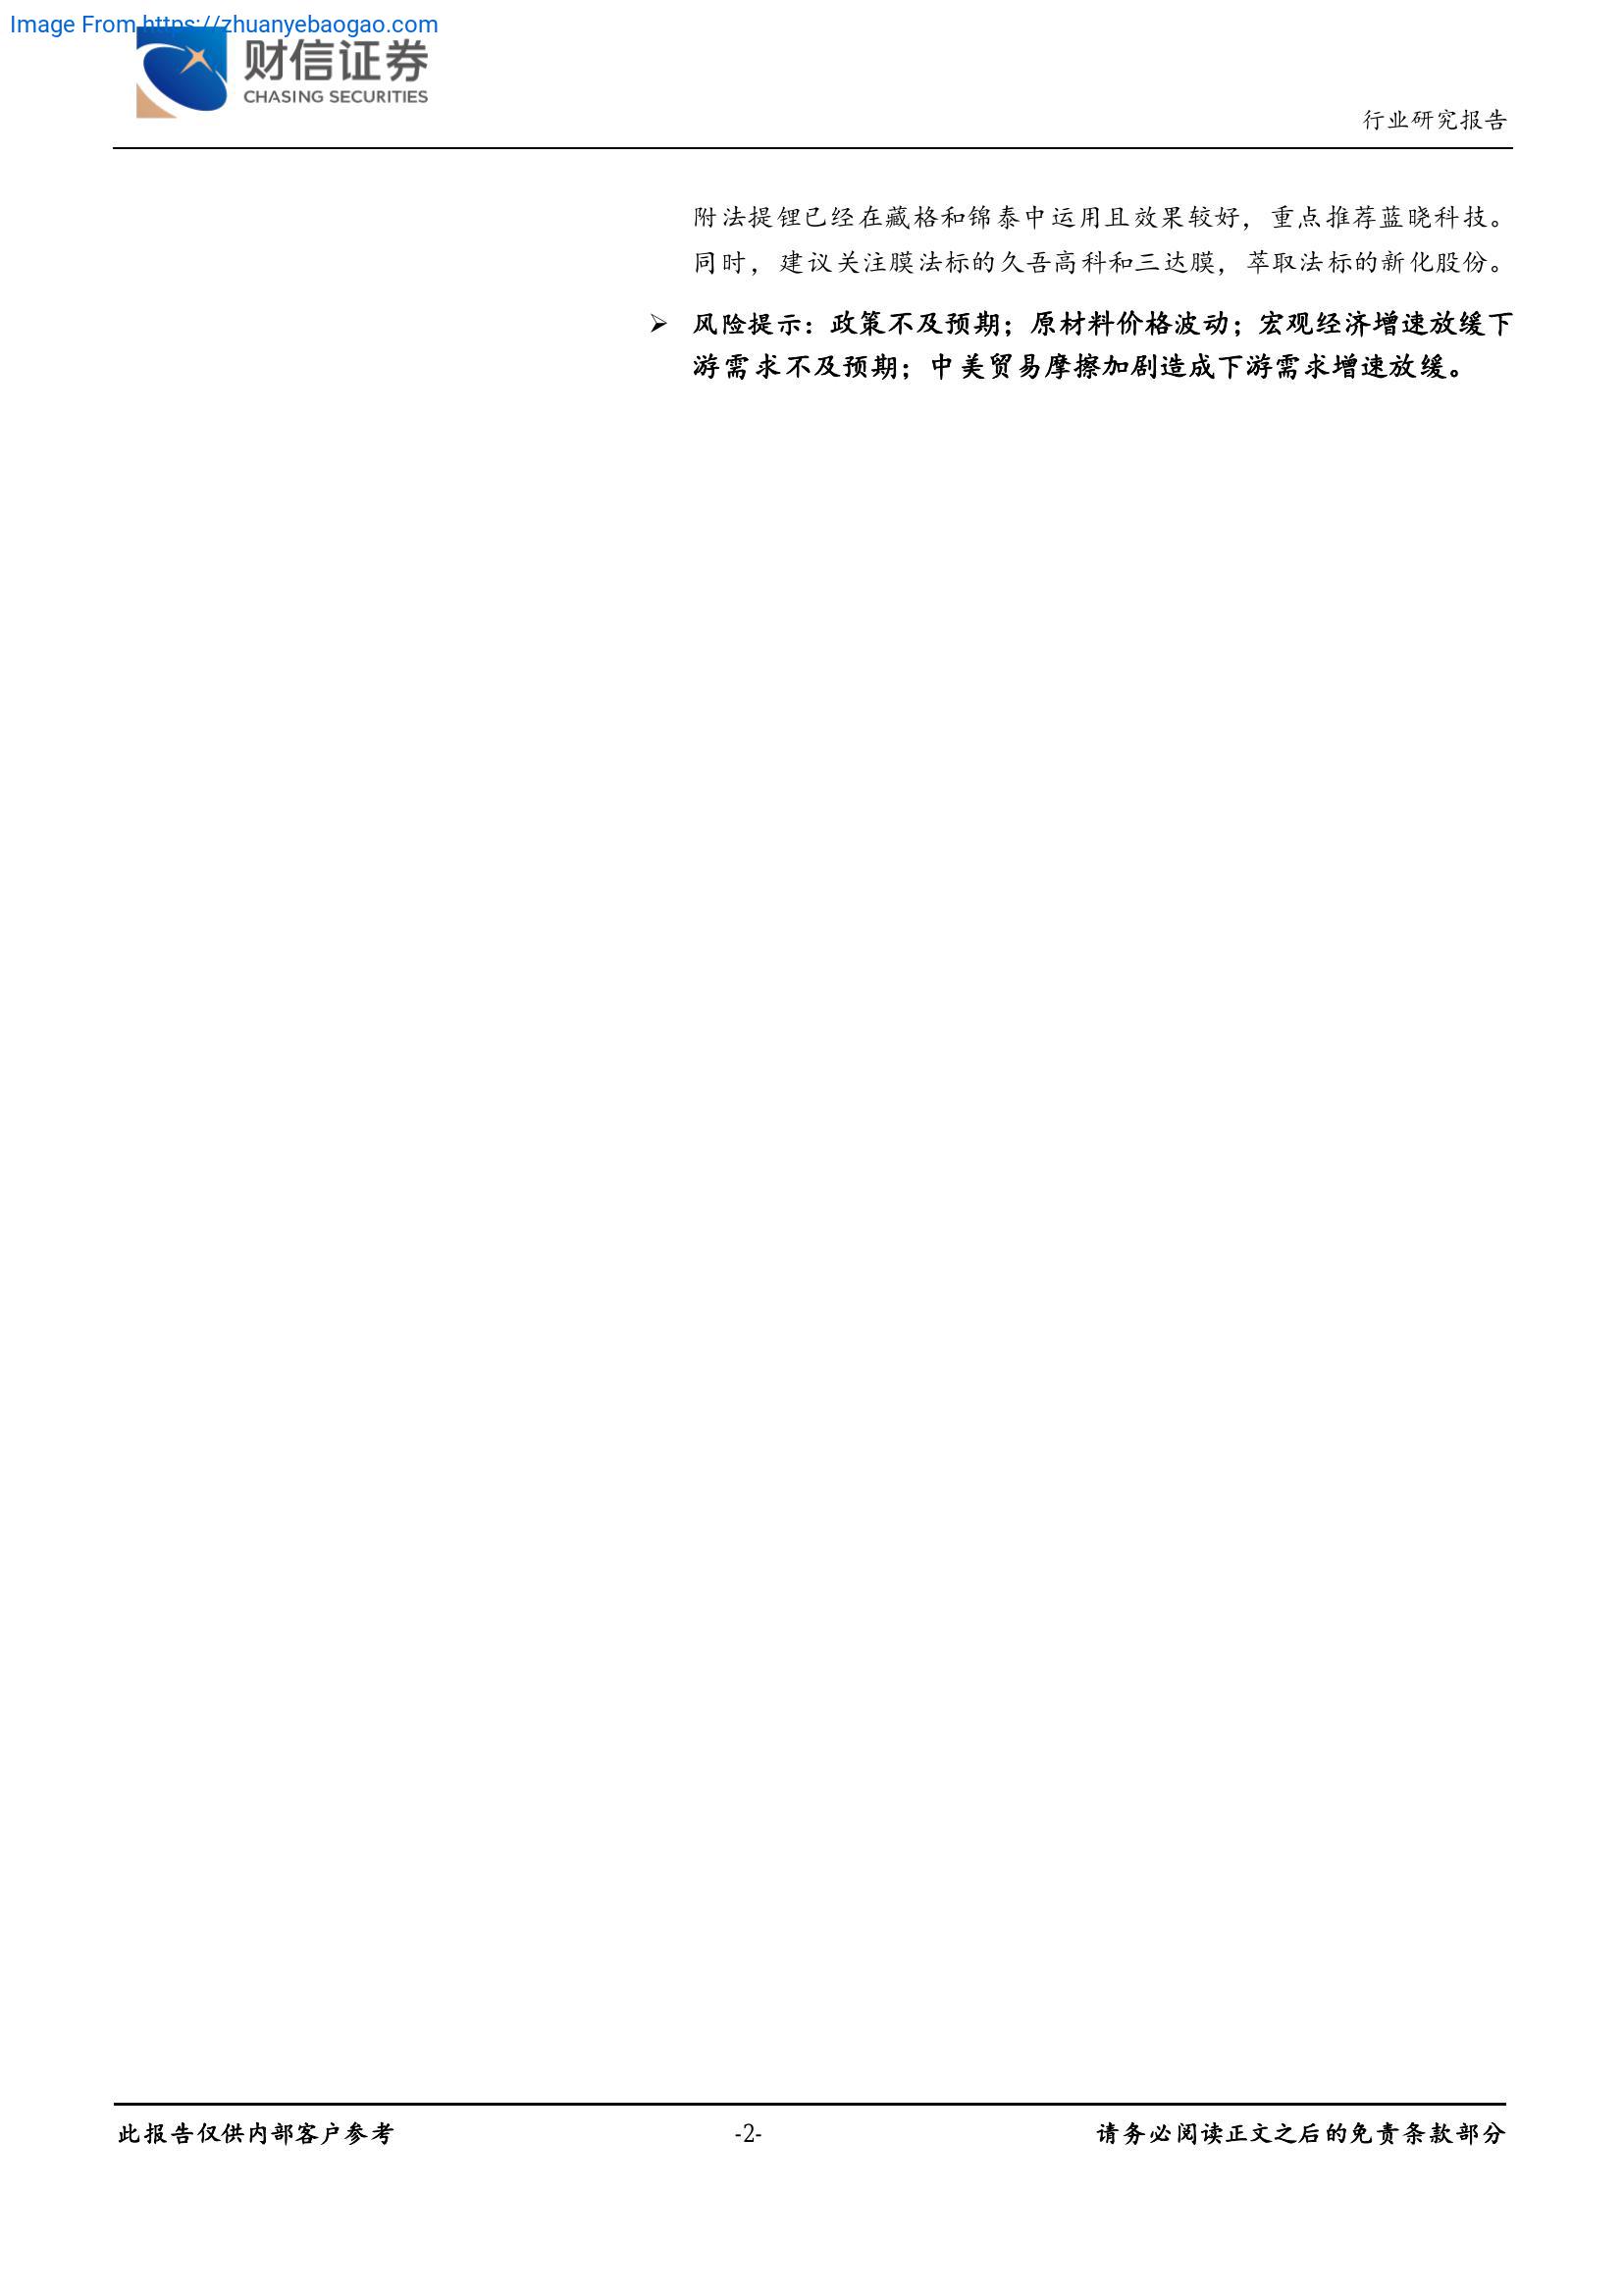 Image From https://zhuanyebaogao.com
财信证券
CHASING SECURITIES
行业研究报告
附法提锂已经在藏格和锦泰中运用且效果较好，重点推荐蓝晓科技。
同时，建议关注膜法标的久吾高科和三达膜，萃取法标的新化股份。
➢ 风险提示：政策不及预期；原材料价格波动；宏观经济增速放缓下
游需求不及预期；中美贸易摩擦加剧造成下游需求增速放缓。
此报告仅供内部客户参考
-2-
请务必阅读正文之后的免责条款部分